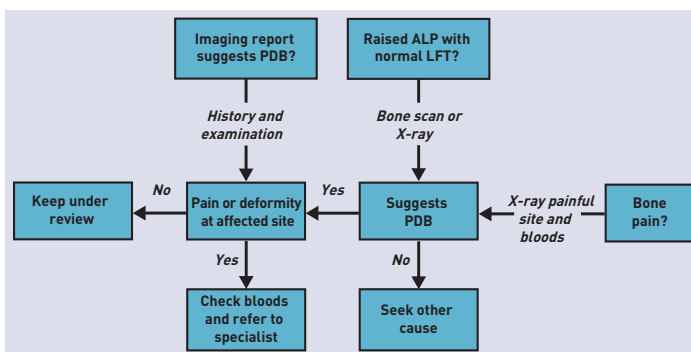 Imaging report
suggests PDB?
Raised ALP with
normal LFT?
History and
examination
Bone scan or
X-ray
Keep under
review
No
Pain or deformity
at affected site
Yes
Suggests
PDB
X-ray painful
site and
bloods
Bone
pain?
Yes
No
Check bloods
and refer to
specialist
Seek other
cause